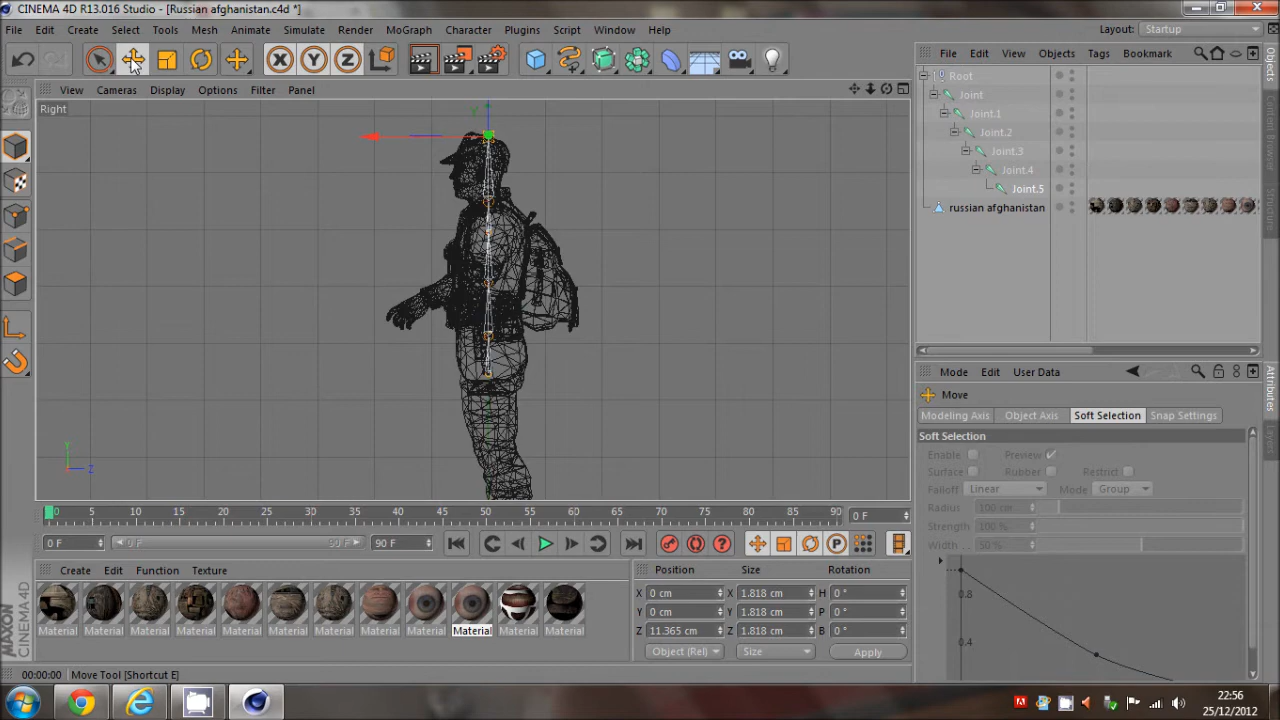 CINEMA 4D R13.016 Studio - [Russian afghanistan.c4d *]
File Edit Create Select Tools Mesh Animate Simulate Render MoGraph Character Plugins Script Window Help
Layout: Startup
File Edit View Objects Tags Bookmark
View Cameras Display Options Filter Panel
Right
Root
Joint
Joint.1
Joint.2
Joint.3
Joint.4
Joint.5
russian afghanistan
Objects
Content Browser
Structure
Y
Z
Mode Edit User Data
Move
Modeling Axis Object Axis Soft Selection Snap Settings
Soft Selection
Enable Preview
Surface Rubber Restrict
Falloff Linear Mode Group
Radius 100 cm
Strength 100 %
Width 50 %
0.8
0.4
Attributes
Layers
0 5 10 15 20 25 30 35 40 45 50 55 60 65 70 75 80 85 90 0 F
0 F 0 F 90 F 90 F
Create Edit Function Texture
Material Material Material Material Material Material Material Material Material Material Material Material
Position Size Rotation
X 0 cm X 1.818 cm H 0 °
Y 0 cm Y 1.818 cm P 0 °
Z 11.365 cm Z 1.818 cm B 0 °
Object (Rel) Size Apply
MAXON
CINEMA 4D
00:00:00 Move Tool [Shortcut E]
22:56
25/12/2012